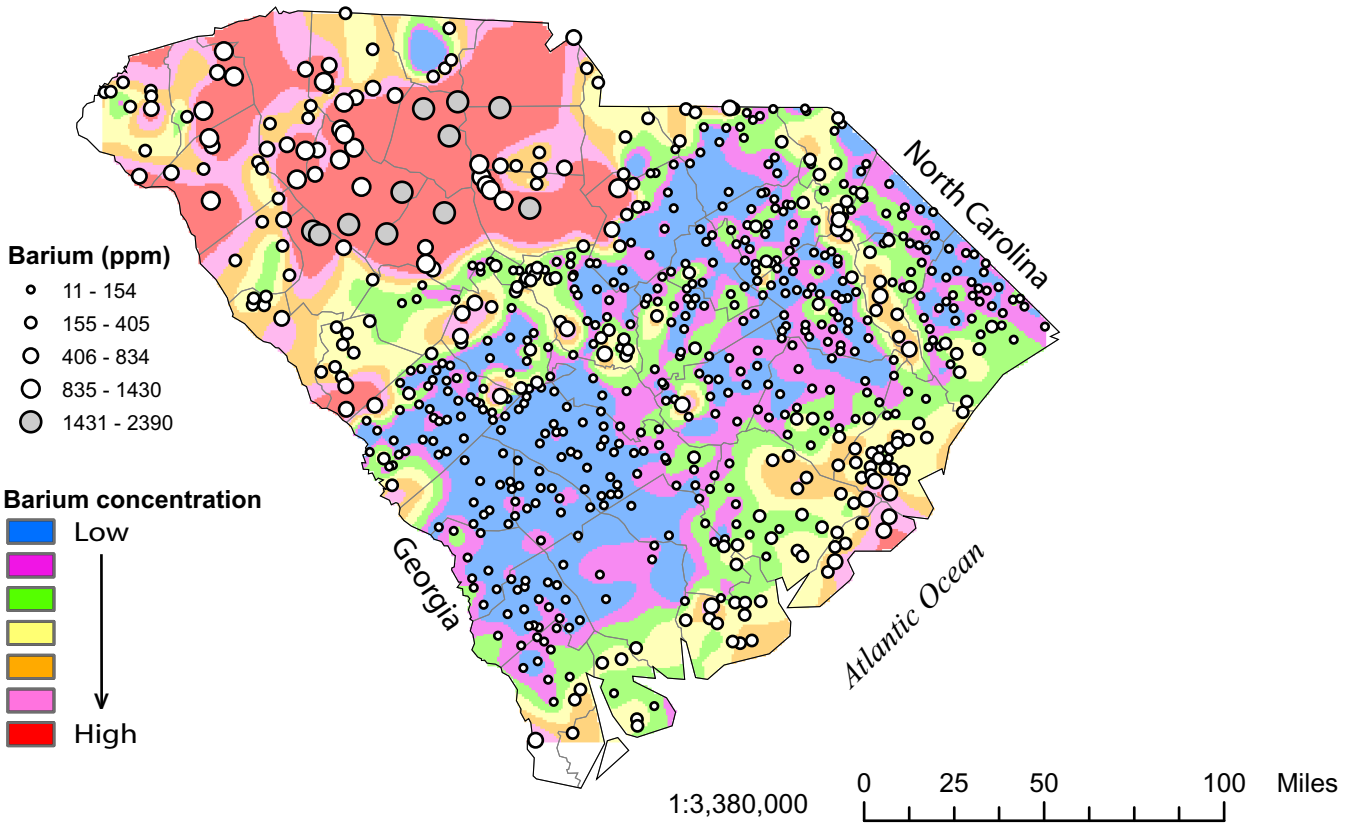 North Carolina
Barium (ppm)
11 - 154
155 - 405
406 - 834
835 - 1430
1431 - 2390
Barium concentration
Low
High
Georgia
Atlantic Ocean
0 25 50 100 Miles
1:3,380,000